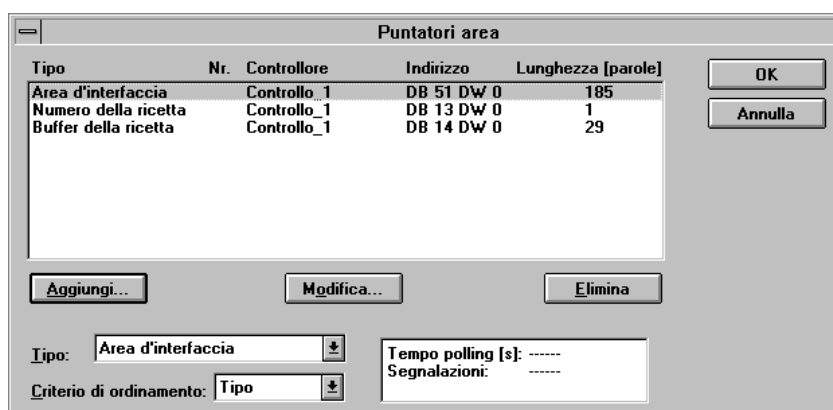 Puntatori area
Tipo Nr. Controllore Indirizzo Lunghezza [parole]
Area d'interfaccia Controllo_1 DB 51 DW 0 185
Numero della ricetta Controllo_1 DB 13 DW 0 1
Buffer della ricetta Controllo_1 DB 14 DW 0 29
OK
Annulla
Aggiungi... Modifica... Elimina
Tipo: Area d'interfaccia
Criterio di ordinamento: Tipo
Tempo polling [s]: ------
Segnalazioni: ------